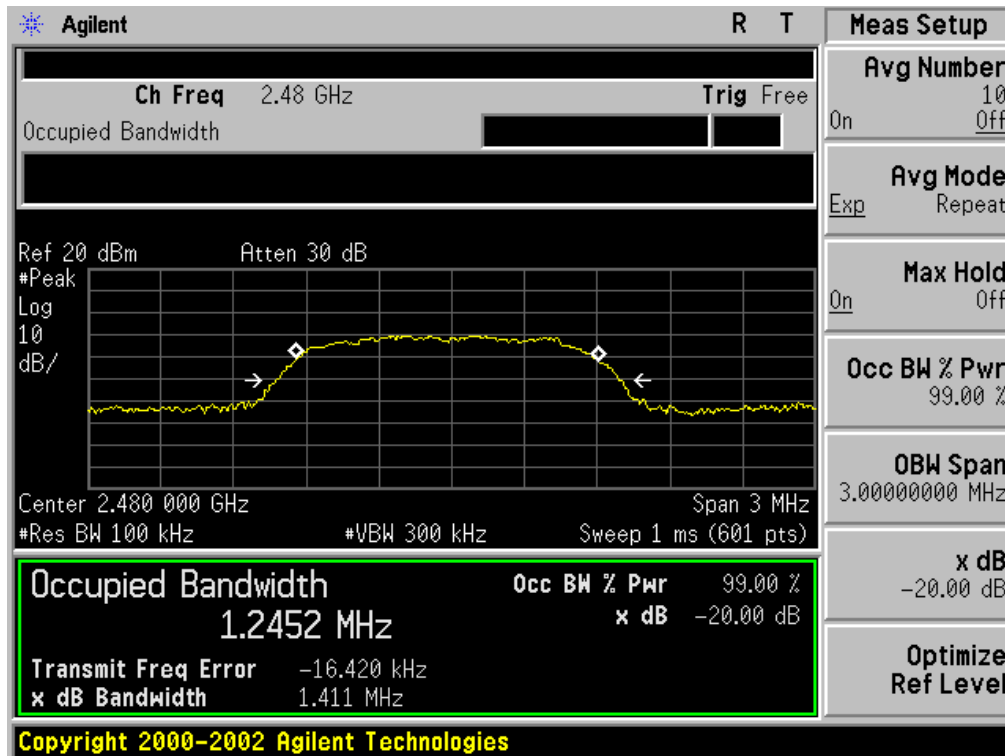 Agilent R T
Ch Freq 2.48 GHz Trig Free
Occupied Bandwidth
Ref 20 dBm Atten 30 dB
#Peak
Log
10
dB/
Center 2.480 000 GHz Span 3 MHz
#Res BW 100 kHz #VBW 300 kHz Sweep 1 ms (601 pts)
Occupied Bandwidth Occ BW % Pwr 99.00 %
1.2452 MHz x dB -20.00 dB
Transmit Freq Error -16.420 kHz
x dB Bandwidth 1.411 MHz
Copyright 2000-2002 Agilent Technologies
Meas Setup
Avg Number
10
On Off
Avg Mode
Exp Repeat
Max Hold
On Off
Occ BW % Pwr
99.00 %
OBW Span
3.00000000 MHz
x dB
-20.00 dB
Optimize
Ref Level